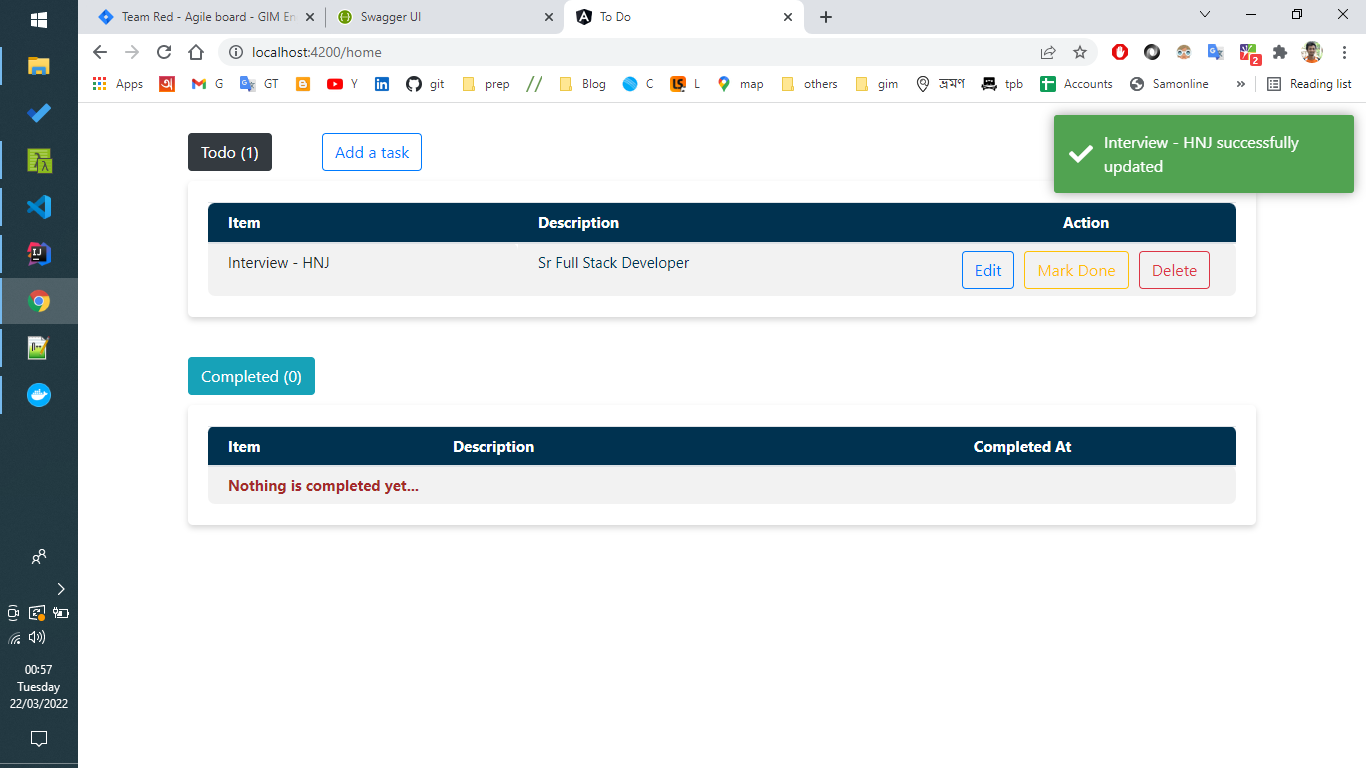 Team Red - Agile board - GIM En
Swagger UI
To Do
localhost:4200/home
2
Apps
অ
G
GT
Y
in
git
prep
//
Blog
C
LS
L
map
others
gim
ভ্রমণ
tpb
Accounts
Samonline
»
Reading list
Todo (1)
Add a task
Interview - HNJ successfully
updated
Item Description Action
Interview - HNJ Sr Full Stack Developer Edit Mark Done Delete
Completed (0)
Item Description Completed At
Nothing is completed yet...
00:57
Tuesday
22/03/2022